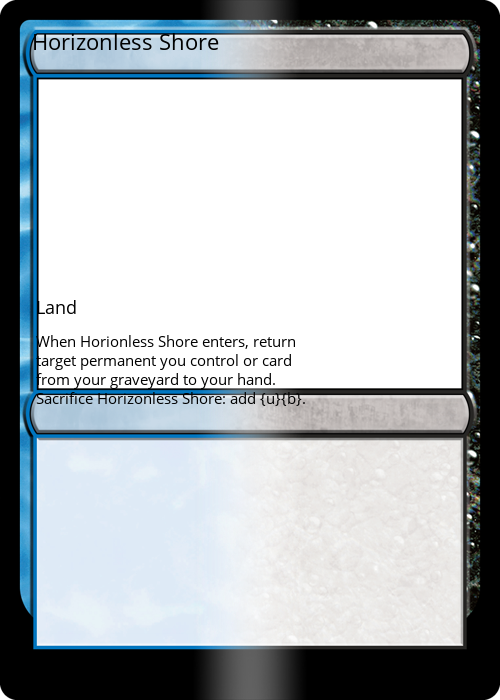 Horizonless Shore
Land
When Horionless Shore enters, return
target permanent you control or card
from your graveyard to your hand.
Sacrifice Horizonless Shore: add {u}{b}.